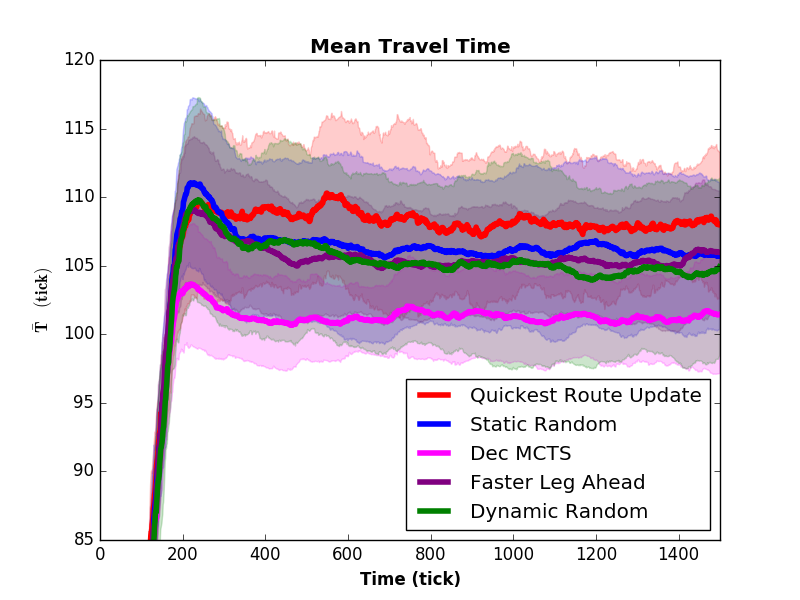 Mean Travel Time
120
115
110
105
100
95
90
85
T̄ (tick)
0 200 400 600 800 1000 1200 1400
Time (tick)
Quickest Route Update
Static Random
Dec MCTS
Faster Leg Ahead
Dynamic Random